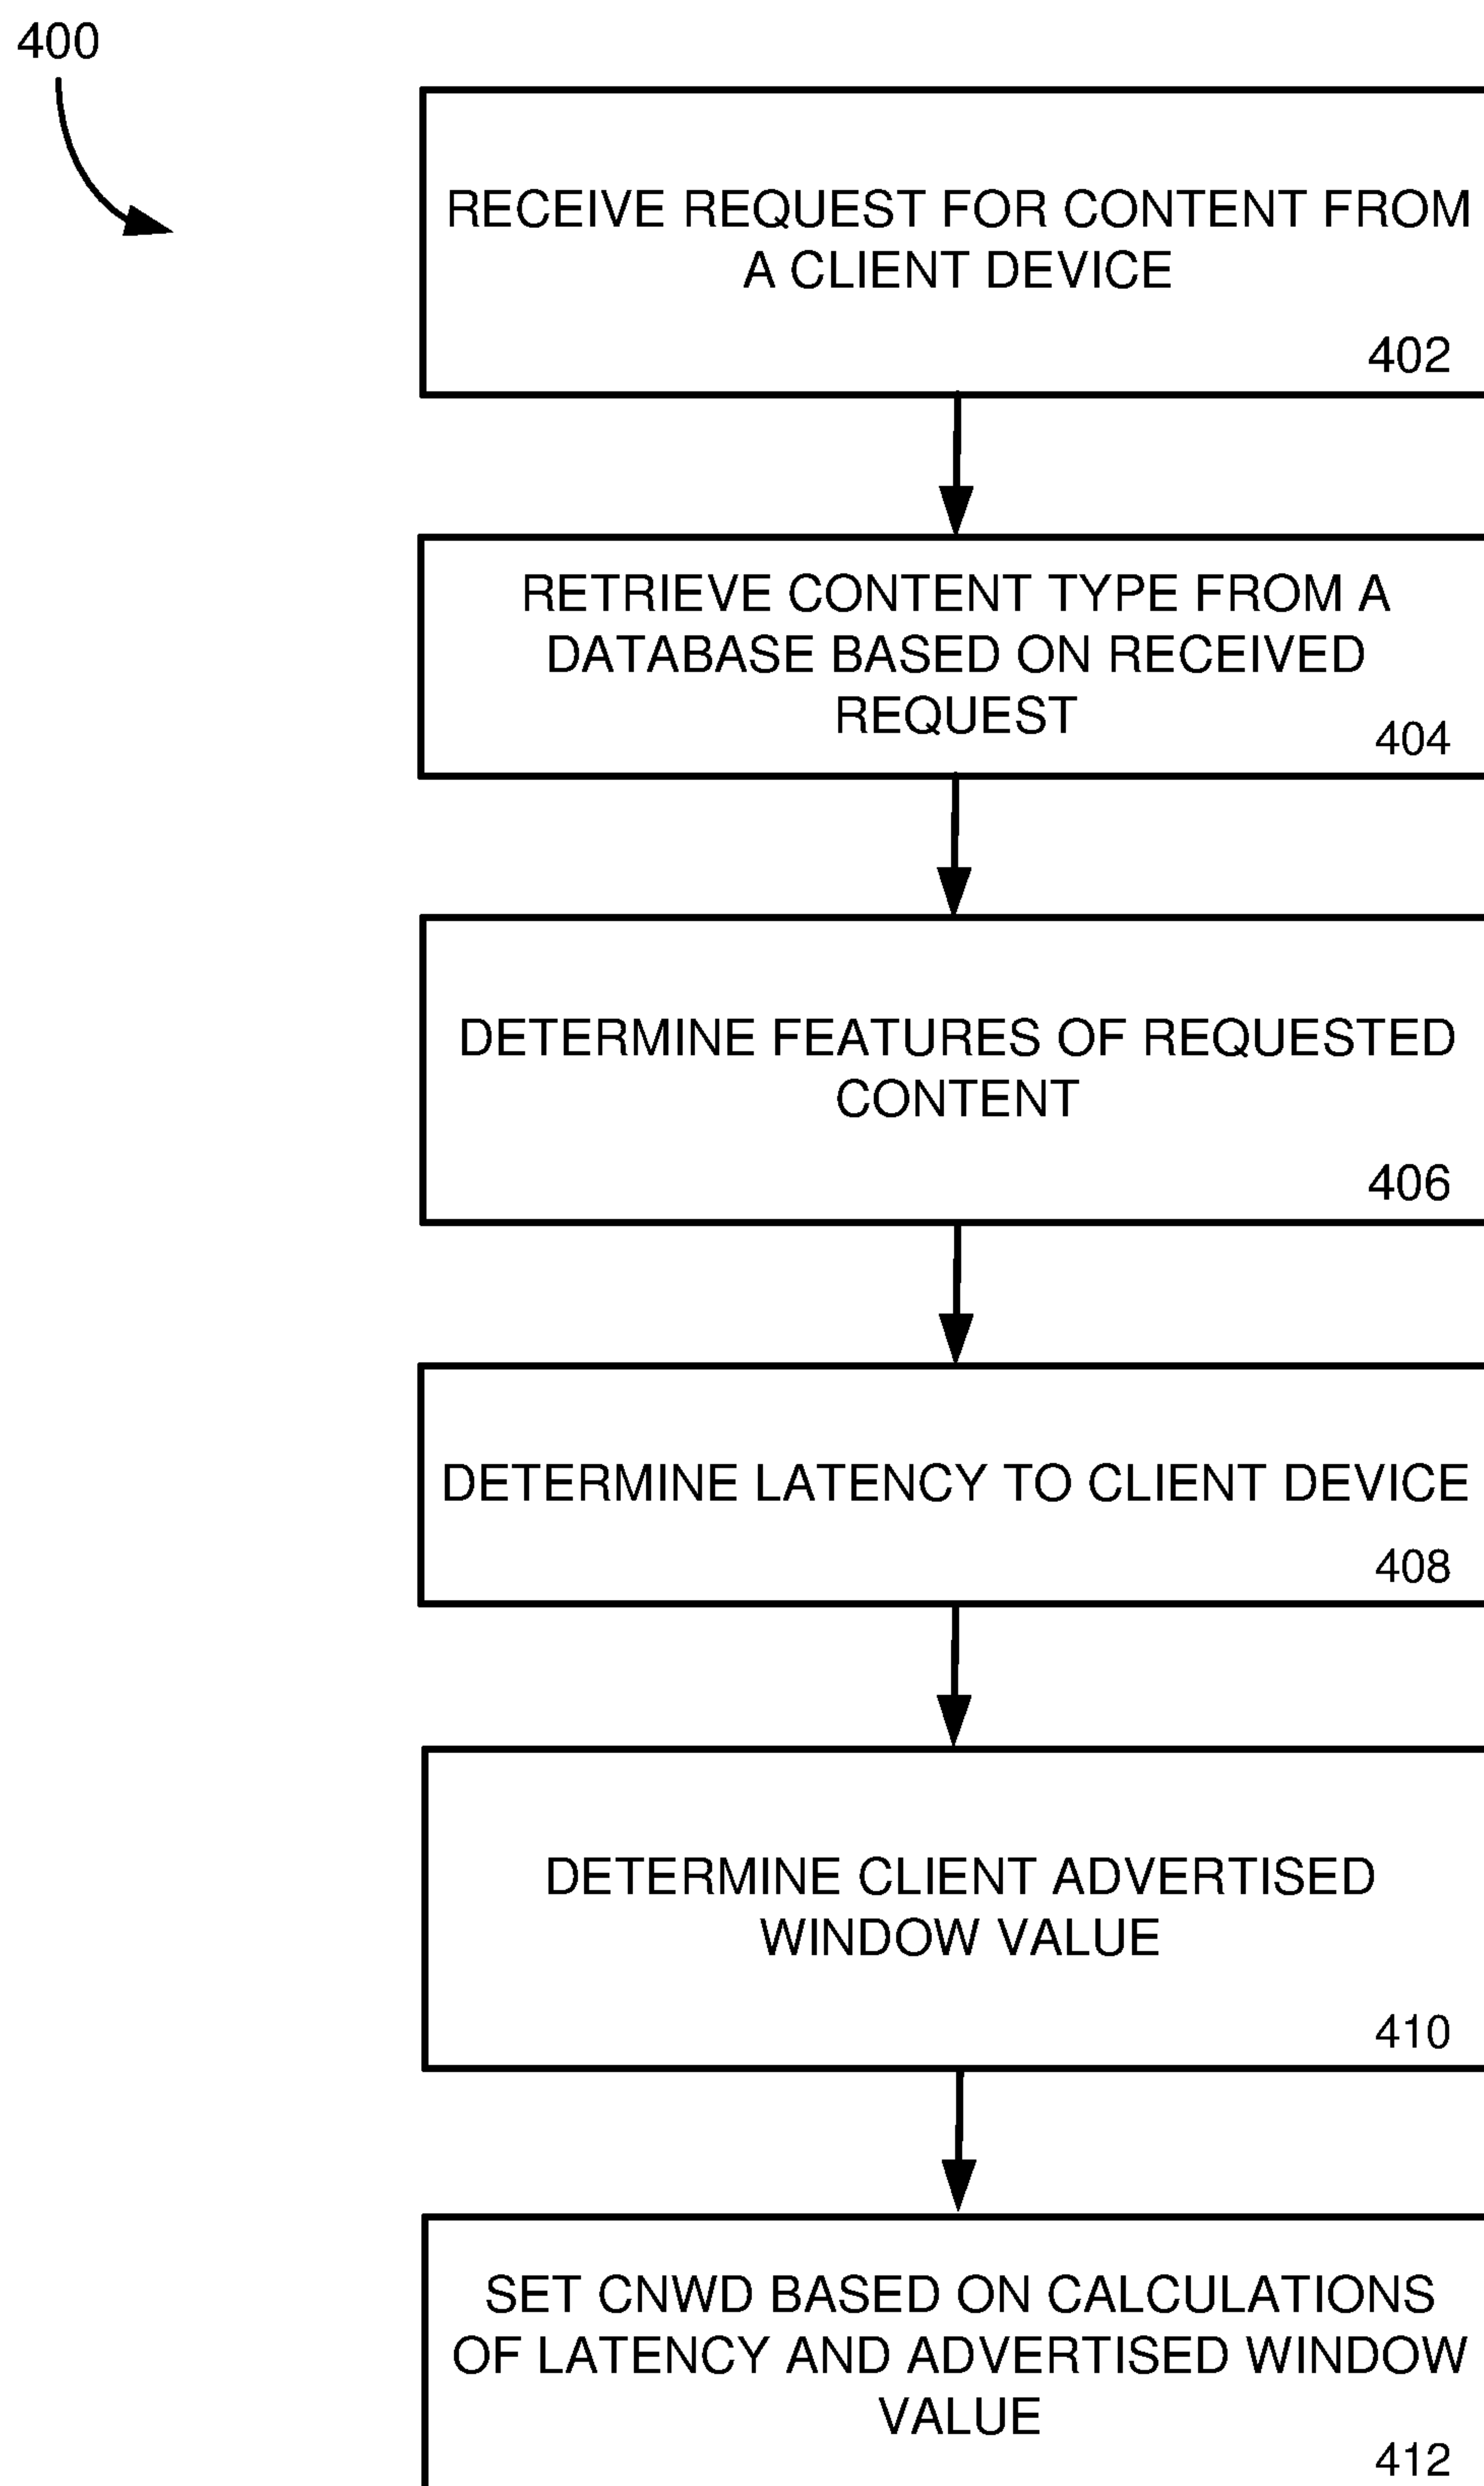 400
RECEIVE REQUEST FOR CONTENT FROM
A CLIENT DEVICE
402
RETRIEVE CONTENT TYPE FROM A
DATABASE BASED ON RECEIVED
REQUEST
404
DETERMINE FEATURES OF REQUESTED
CONTENT
406
DETERMINE LATENCY TO CLIENT DEVICE
408
DETERMINE CLIENT ADVERTISED
WINDOW VALUE
410
SET CNWD BASED ON CALCULATIONS
OF LATENCY AND ADVERTISED WINDOW
VALUE
412